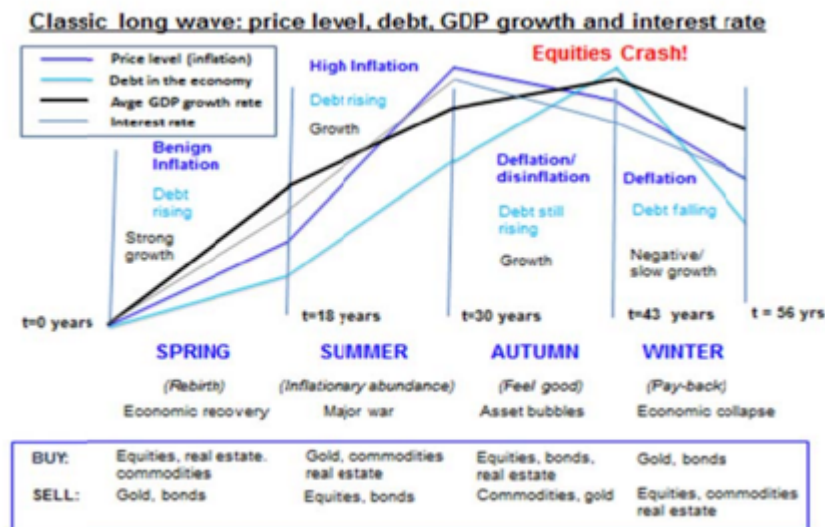 Classic long wave: price level, debt, GDP growth and interest rate
Equities Crash!
Price level (inflation)
Debt in the economy
Avge GDP growth rate
Interest rate
Benign
Inflation
Debt
rising
Strong
growth
High Inflation
Debt rising
Growth
Deflation/
disinflation
Debt still
rising
Growth
Deflation
Debt falling
Negative/
slow growth
t=0 years
t=18 years
t=30 years
t=43 years
t = 56 yrs
SPRING
SUMMER
AUTUMN
WINTER
(Rebirth)
(Inflationary abundance)
(Feel good)
(Pay-back)
Economic recovery
Major war
Asset bubbles
Economic collapse
BUY:
Equities, real estate.
commodities
Gold, commodities
real estate
Equities, bonds,
real estate
Gold, bonds
SELL:
Gold, bonds
Equities, bonds
Commodities, gold
Equities, commodities
real estate